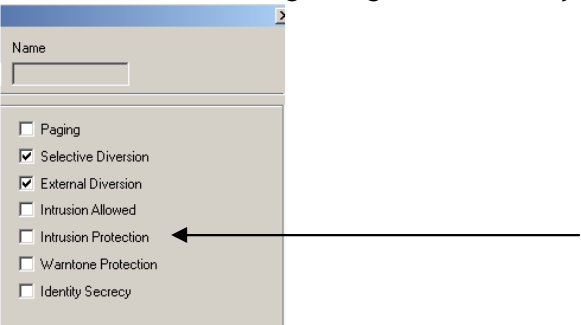 Name
Paging
Selective Diversion
External Diversion
Intrusion Allowed
Intrusion Protection
Warntone Protection
Identity Secrecy